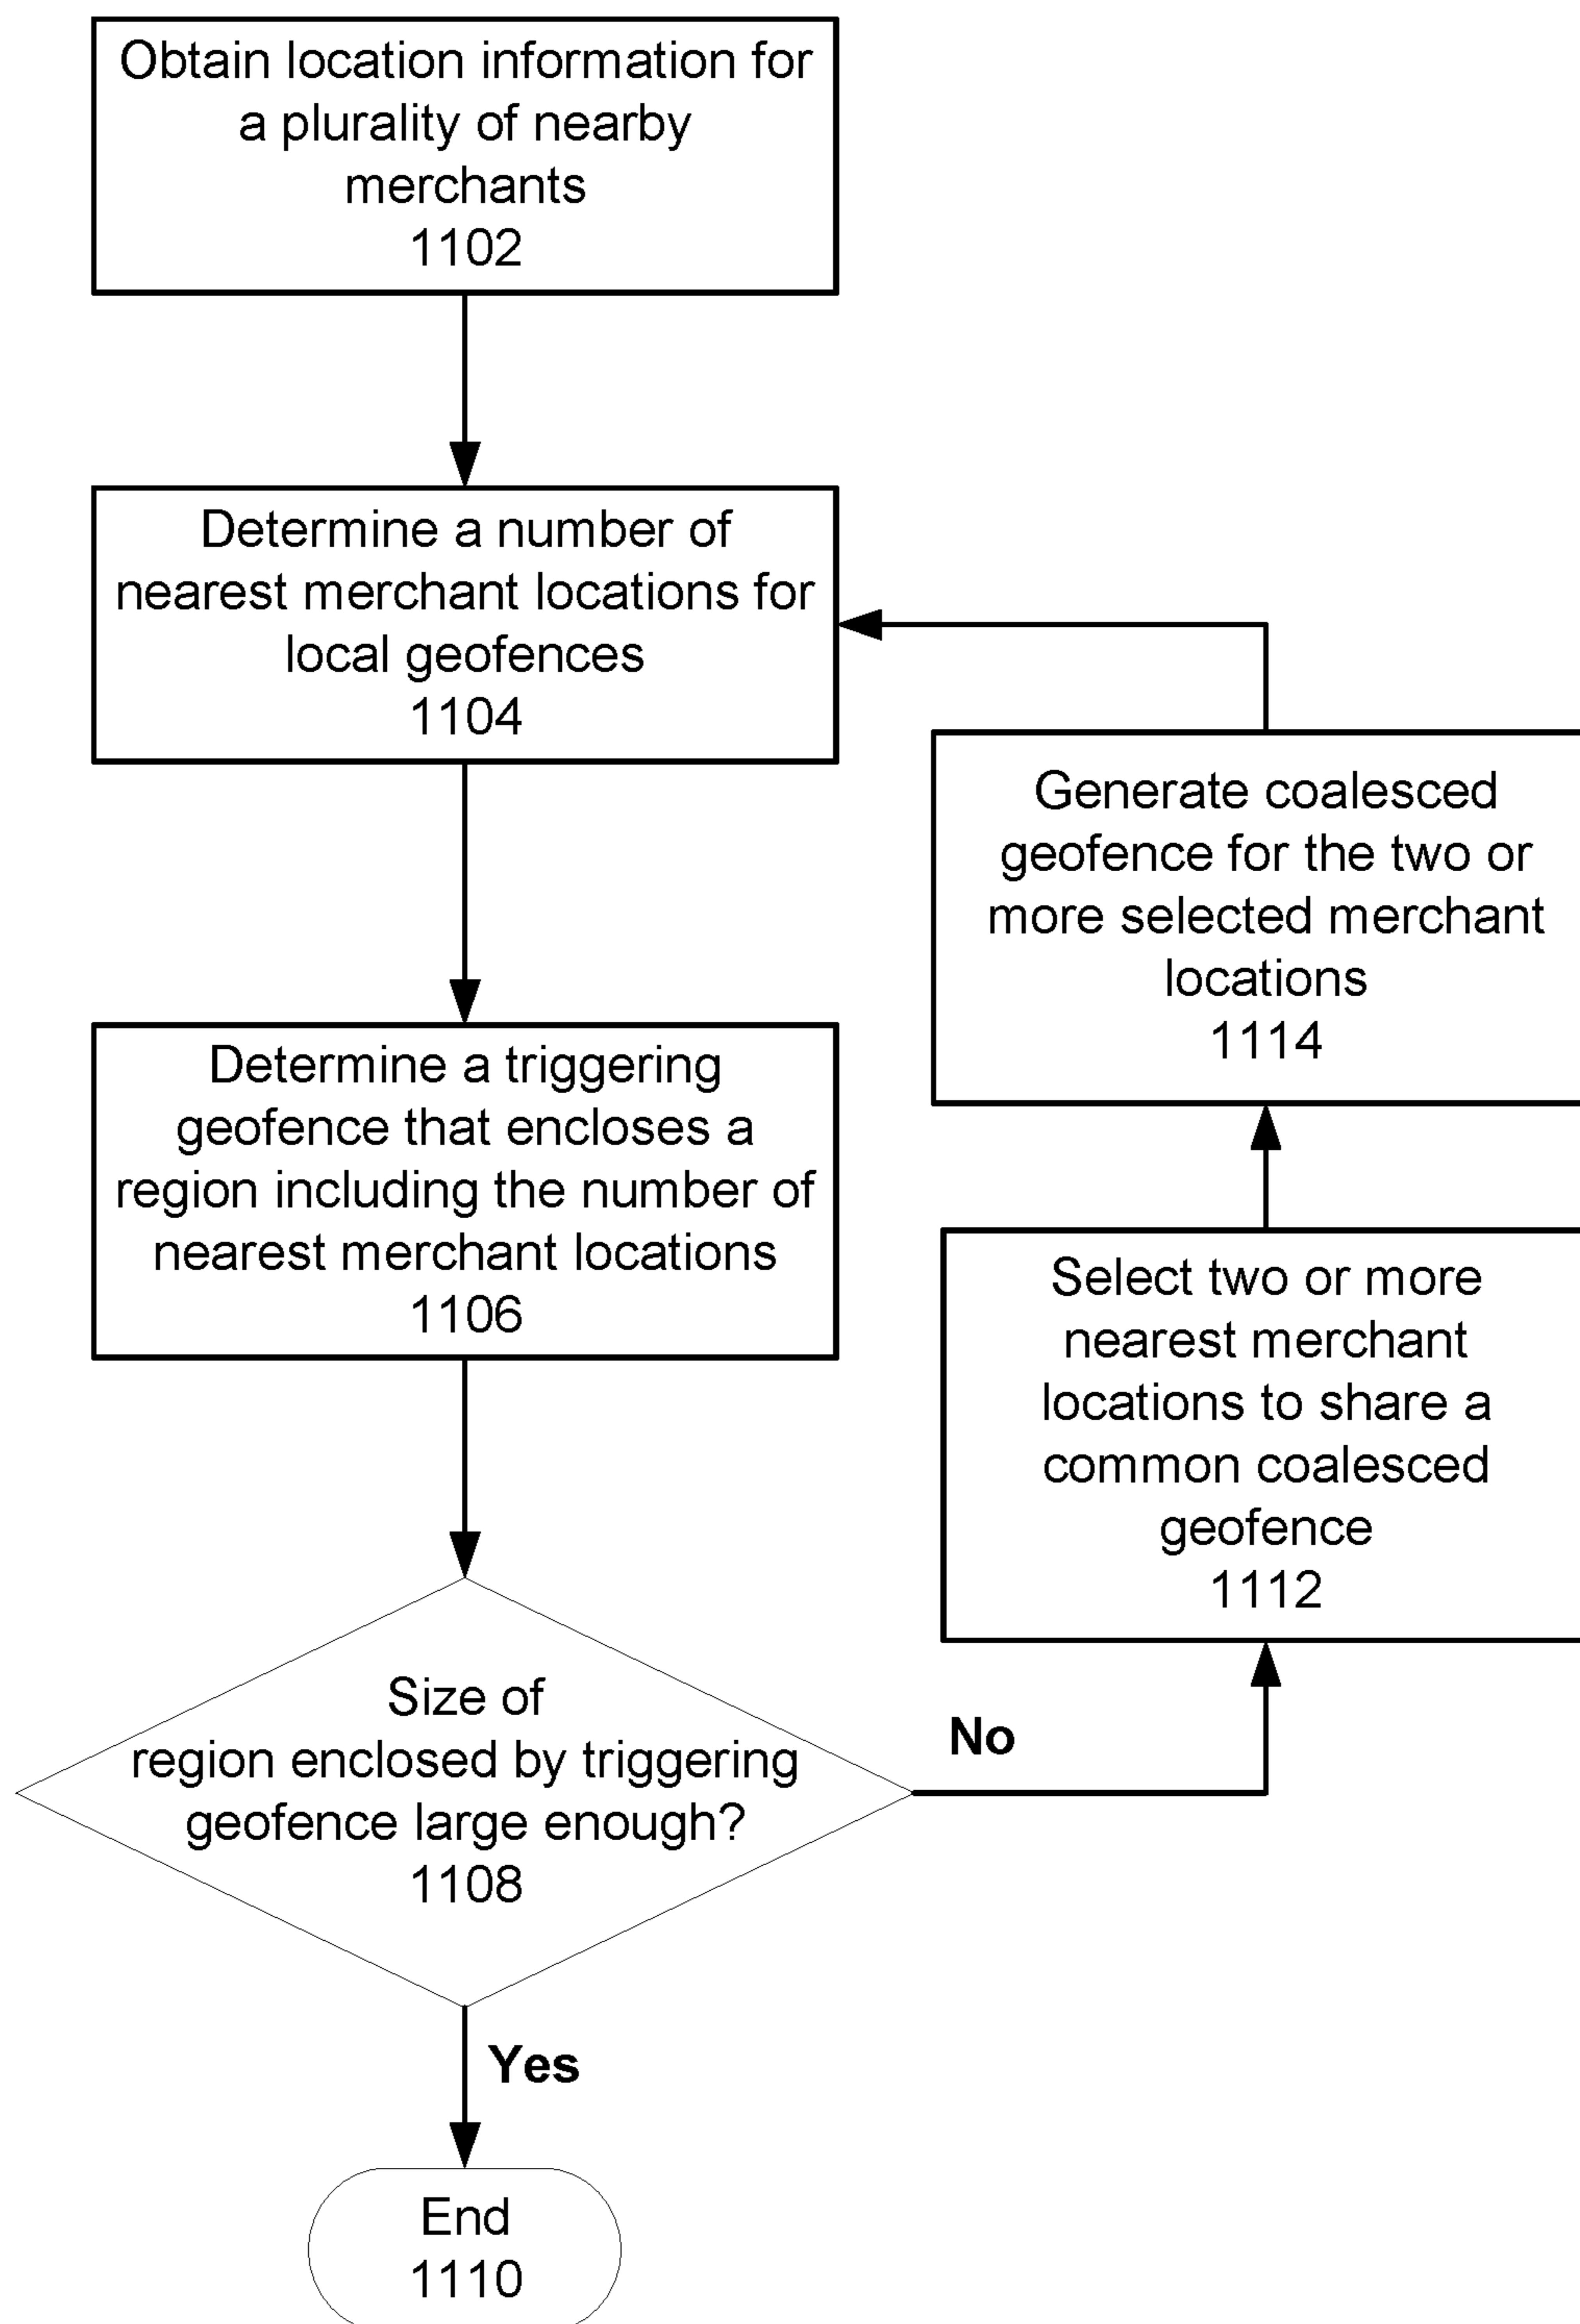 Obtain location information for
a plurality of nearby
merchants
1102
Determine a number of
nearest merchant locations for
local geofences
1104
Determine a triggering
geofence that encloses a
region including the number of
nearest merchant locations
1106
Size of
region enclosed by triggering
geofence large enough?
1108
No
Yes
End
1110
Select two or more
nearest merchant
locations to share a
common coalesced
geofence
1112
Generate coalesced
geofence for the two or
more selected merchant
locations
1114